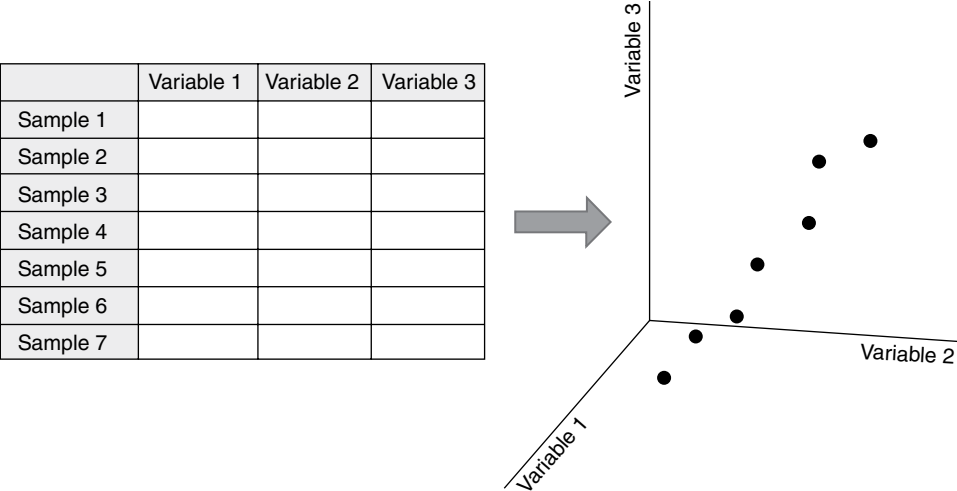 Variable 1 Variable 2 Variable 3
Sample 1
Sample 2
Sample 3
Sample 4
Sample 5
Sample 6
Sample 7
Variable 3
Variable 2
Variable 1